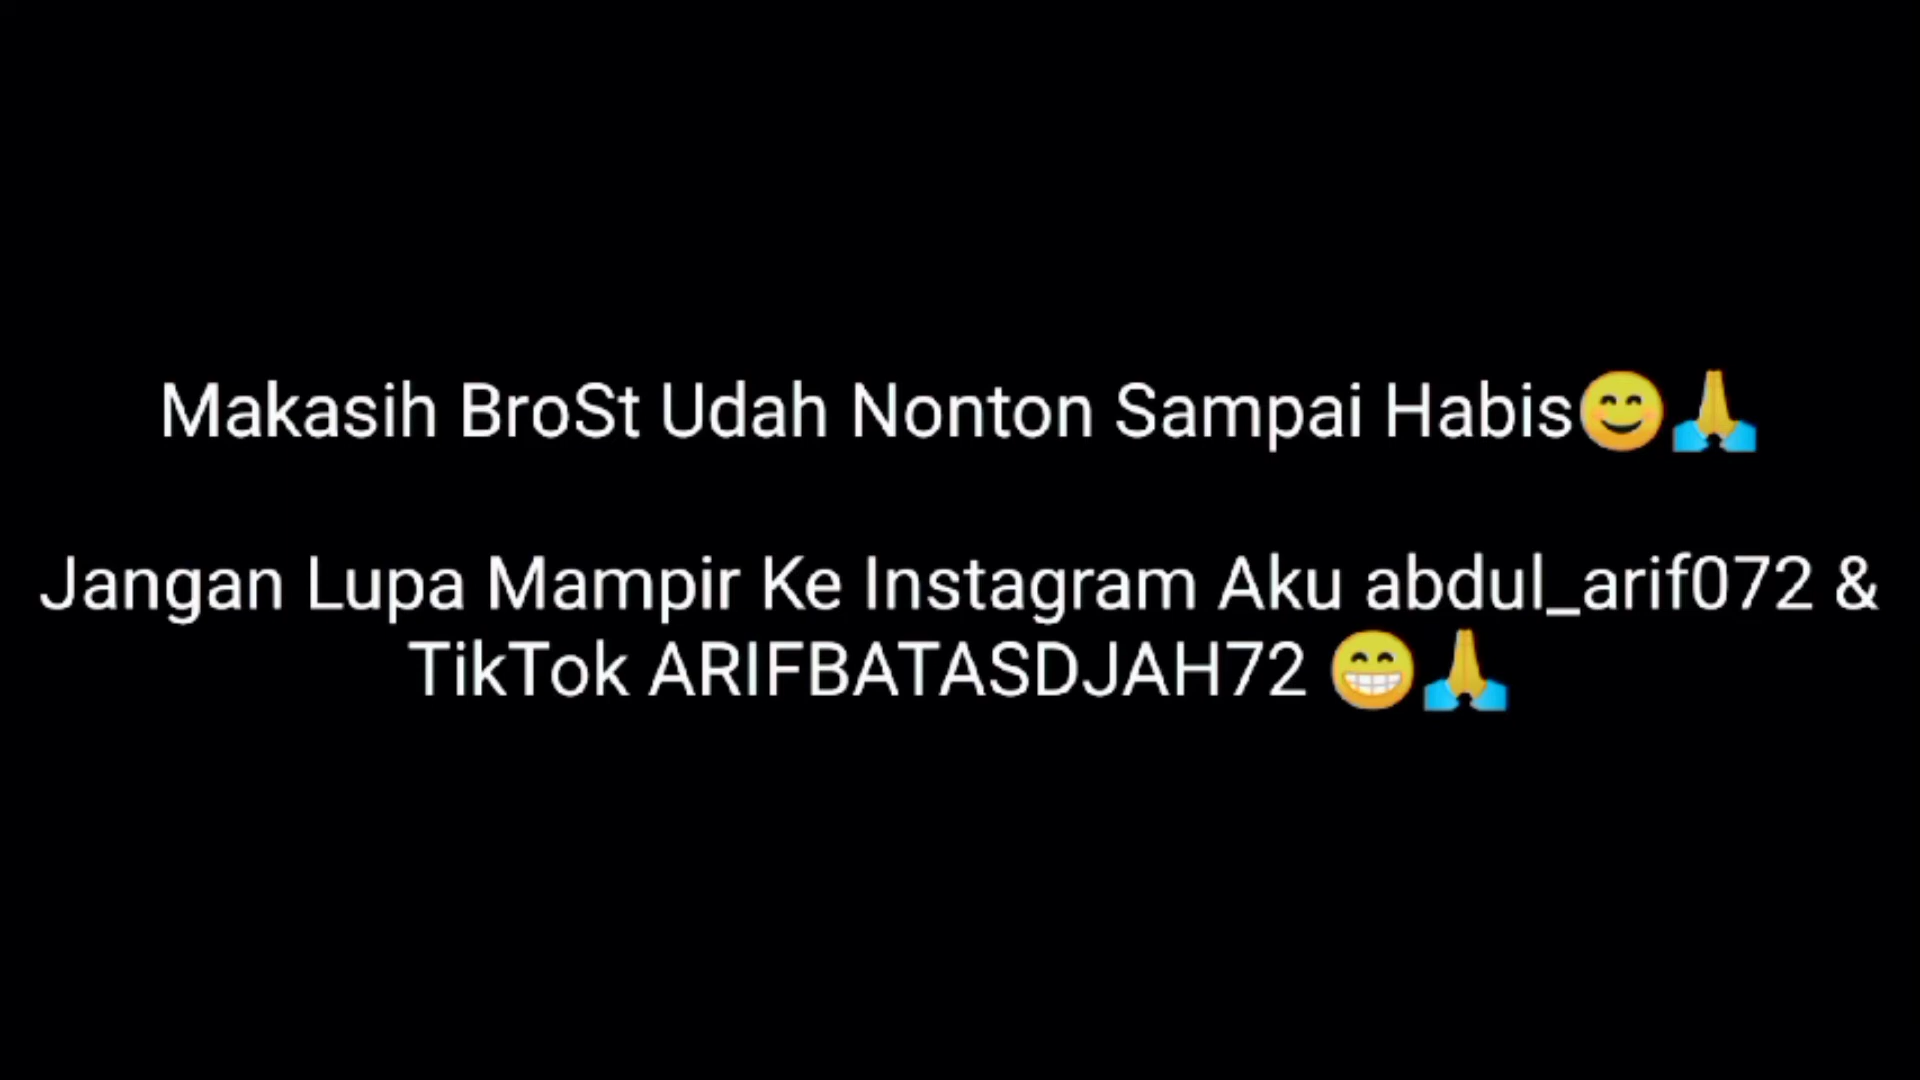 Makasih BroSt Udah Nonton Sampai Habis😊🙏
Jangan Lupa Mampir Ke Instagram Aku abdul_arif072 &
TikTok ARIFBATASDJAH72 😁🙏